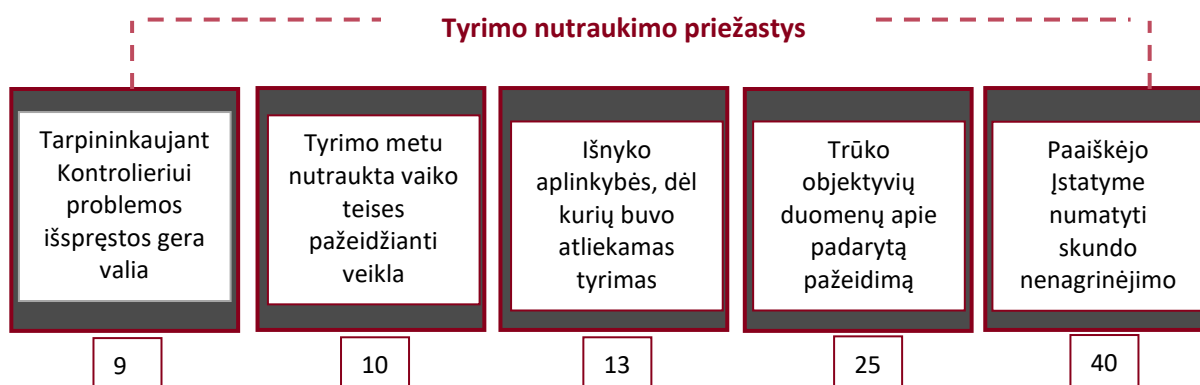 Tyrimo nutraukimo priežastys
Tarpininkaujant
Kontrolieriui
problemos
išspręstos gera
valia
Tyrimo metu
nutraukta vaiko
teises
pažeidžianti
veikla
Išnyko
aplinkybės, dėl
kurių buvo
atliekamas
tyrimas
Trūko
objektyvių
duomenų apie
padarytą
pažeidimą
Paaiškėjo
Įstatyme
numatyti
skundo
nenagrinėjimo
9
10
13
25
40